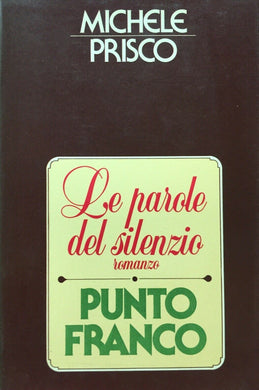 MICHELE
PRISCO
Le parole
del silenzio
romanzo
PUNTO
FRANCO